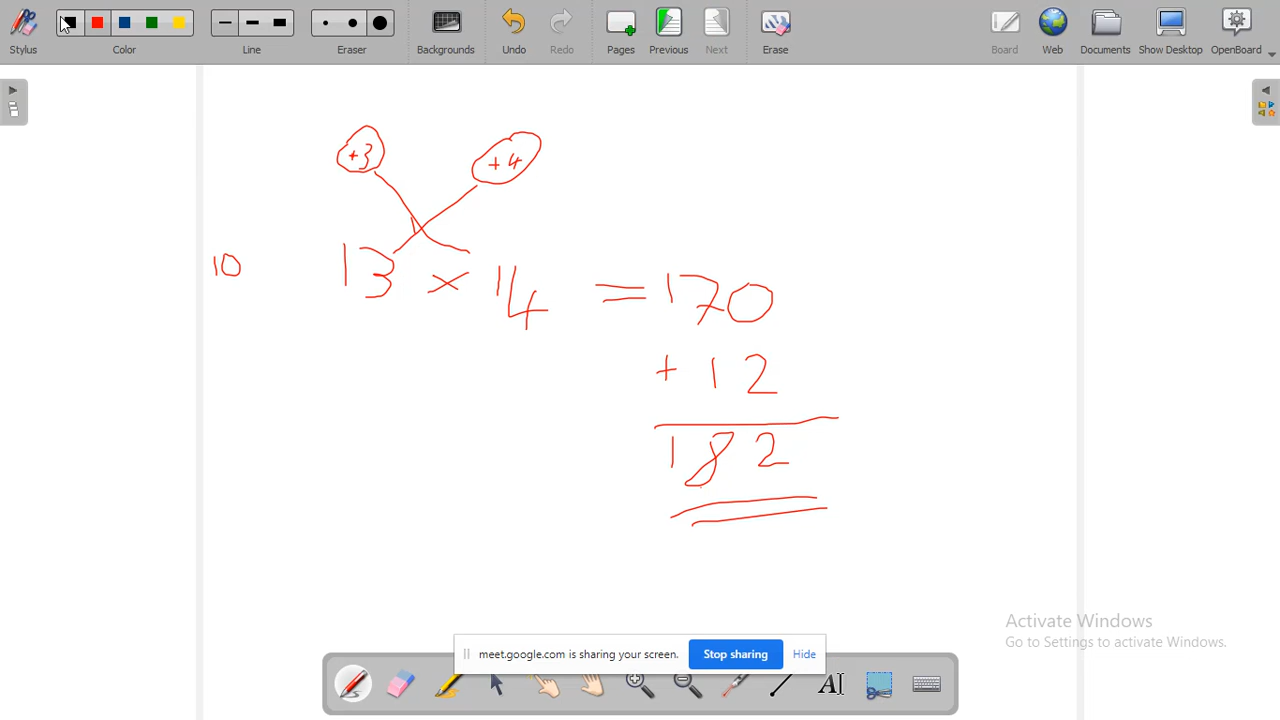 Stylus Color Line Eraser Backgrounds Undo Redo Pages Previous Next Erase Board Web Documents Show Desktop OpenBoard
+3 +4
10 13 × 14 = 170
+ 12
182
Activate Windows
Go to Settings to activate Windows.
meet.google.com is sharing your screen. Stop sharing Hide
AI